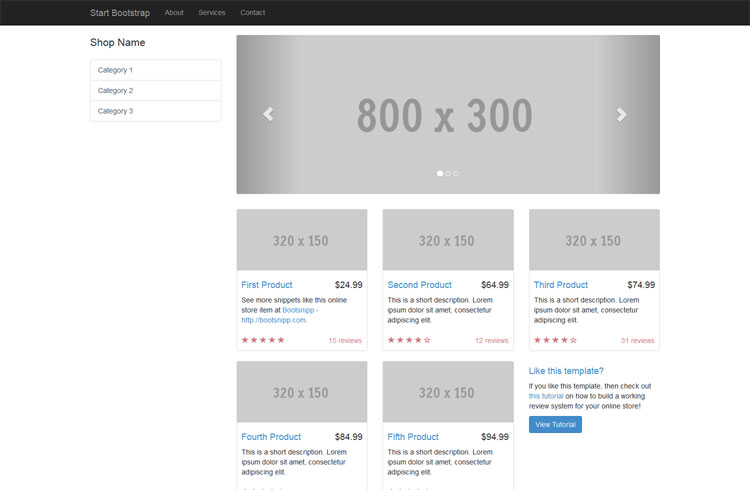 Start Bootstrap About Services Contact
Shop Name
Category 1
Category 2
Category 3
800 x 300
320 x 150
320 x 150
320 x 150
First Product $24.99
See more snippets like this online
store item at Bootsnipp -
http://bootsnipp.com.
15 reviews
Second Product $64.99
This is a short description. Lorem
ipsum dolor sit amet, consectetur
adipiscing elit.
12 reviews
Third Product $74.99
This is a short description. Lorem
ipsum dolor sit amet, consectetur
adipiscing elit.
31 reviews
320 x 150
320 x 150
Fourth Product $84.99
This is a short description. Lorem
ipsum dolor sit amet, consectetur
adipiscing elit.
Fifth Product $94.99
This is a short description. Lorem
ipsum dolor sit amet, consectetur
adipiscing elit.
Like this template?
If you like this template, then check out
this tutorial on how to build a working
review system for your online store!
View Tutorial